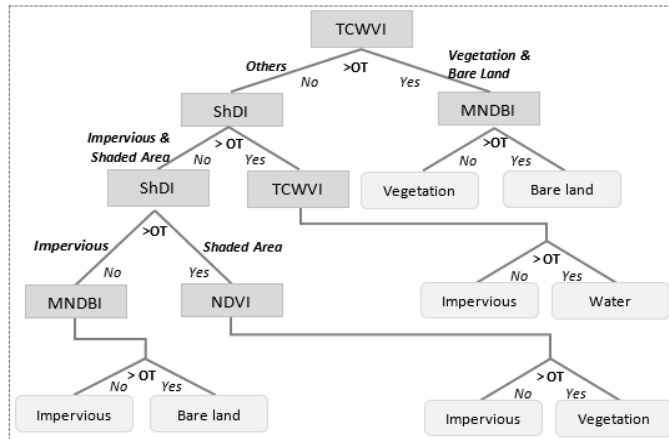 TCWVI
Others
No
>OT
Yes
Vegetation &
Bare Land
ShDI
MNDBI
Impervious &
Shaded Area
No
> OT
Yes
No
>OT
Yes
ShDI
TCWVI
Vegetation
Bare land
Impervious
>OT
Shaded Area
No
Yes
No
>OT
Yes
MNDBI
NDVI
Impervious
Water
No
> OT
Yes
No
>OT
Yes
Impervious
Bare land
Impervious
Vegetation